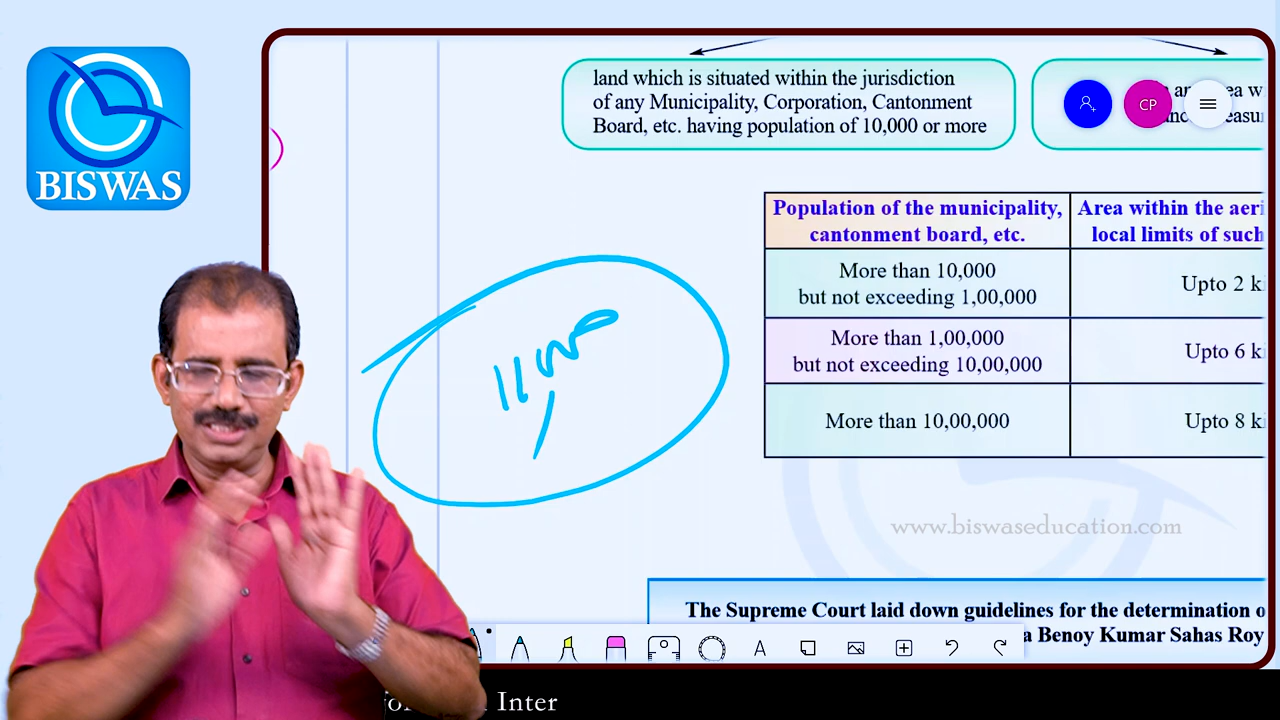 BISWAS
land which is situated within the jurisdiction
of any Municipality, Corporation, Cantonment
Board, etc. having population of 10,000 or more
CP
Population of the municipality,
cantonment board, etc.
Area within the
local limits of such
More than 10,000
but not exceeding 1,00,000
Upto 2
More than 1,00,000
but not exceeding 10,00,000
Upto 6
More than 10,00,000
Upto 8
www.biswaseducation.com
The Supreme Court laid down guidelines for the determination
Benoy Kumar Sahas Roy
A
Inter